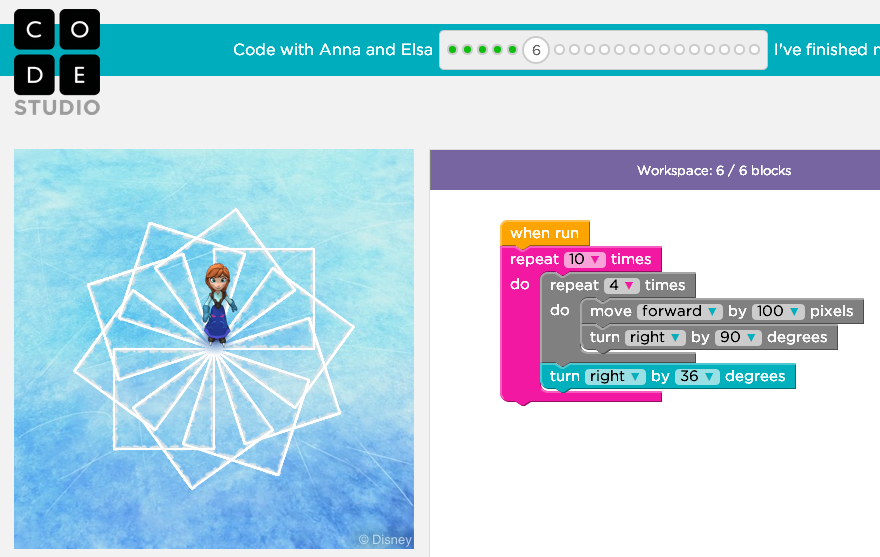 CO
DE
STUDIO
Code with Anna and Elsa
6
I've finished
Workspace: 6 / 6 blocks
when run
repeat 10 ▼ times
do repeat 4 ▼ times
do move forward ▼ by 100 ▼ pixels
turn right ▼ by 90 ▼ degrees
turn right ▼ by 36 ▼ degrees
© Disney